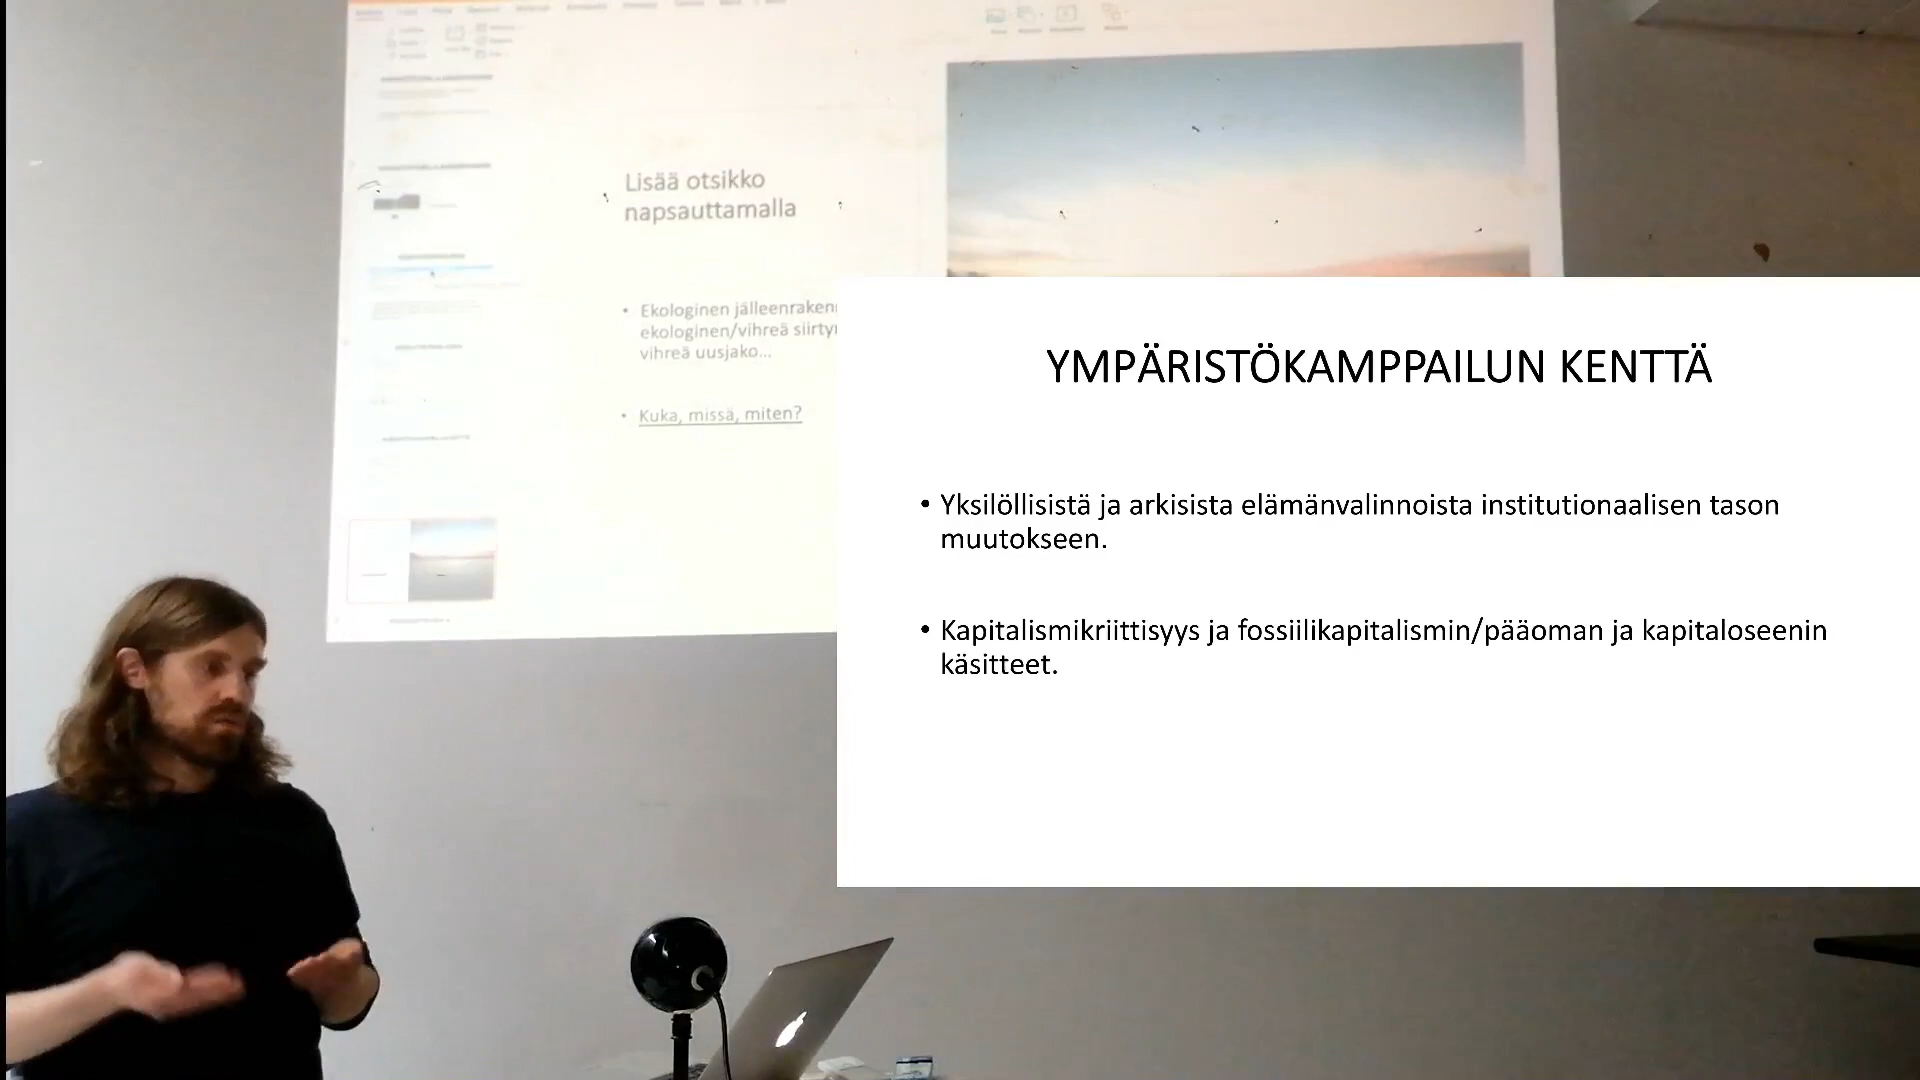 Lisää otsikko
napsauttamalla
• Ekologinen jälleenraken
ekologinen/vihreä siirty
vihreä uusjako...
• Kuka, missä, miten?
YMPÄRISTÖKAMPPAILUN KENTTÄ
• Yksilöllisistä ja arkisista elämänvalinnoista institutionaalisen tason
muutokseen.
• Kapitalismikriittisyys ja fossiilikapitalismin/pääoman ja kapitaloseenin
käsitteet.